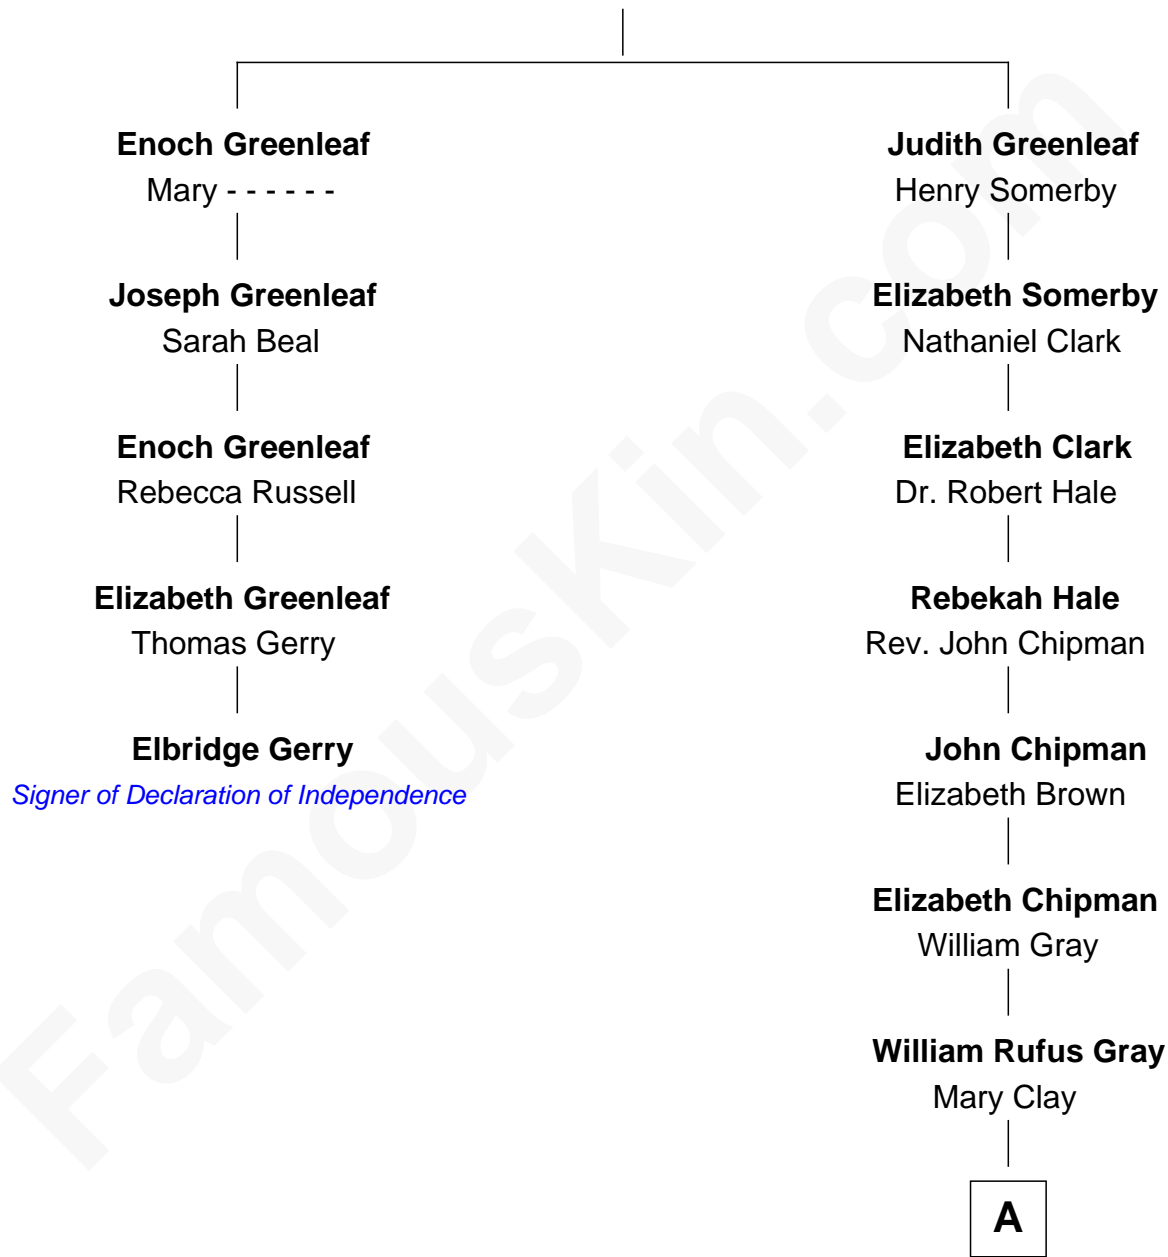 Enoch Greenleaf
Mary - - - - - -
Joseph Greenleaf
Sarah Beal
Enoch Greenleaf
Rebecca Russell
Elizabeth Greenleaf
Thomas Gerry
Elbridge Gerry
Signer of Declaration of Independence
Judith Greenleaf
Henry Somerby
Elizabeth Somerby
Nathaniel Clark
Elizabeth Clark
Dr. Robert Hale
Rebekah Hale
Rev. John Chipman
John Chipman
Elizabeth Brown
Elizabeth Chipman
William Gray
William Rufus Gray
Mary Clay
A
FamousKin.com